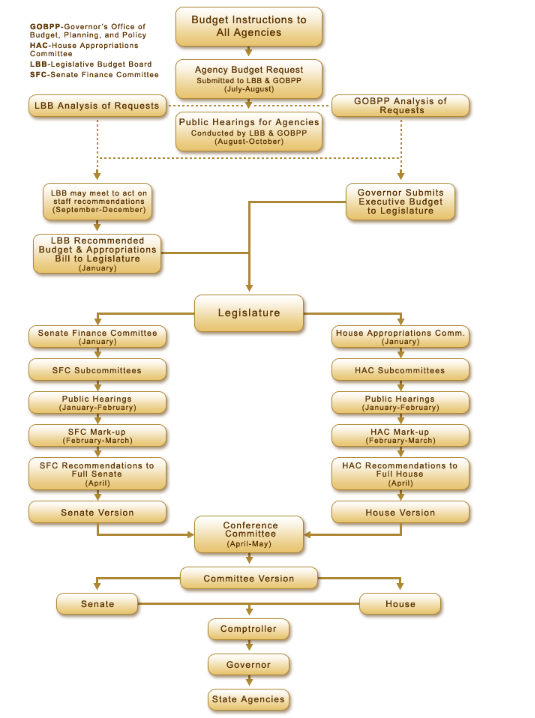 GOBPP-Governor's Office of
Budget, Planning, and Policy
HAC-House Appropriations
Committee
LBB-Legislative Budget Board
SFC-Senate Finance Committee
Budget Instructions to
All Agencies
Agency Budget Request
Submitted to LBB & GOBPP
(July-August)
LBB Analysis of Requests
GOBPP Analysis of
Requests
Public Hearings for Agencies
Conducted by LBB & GOBPP
(August-October)
LBB may meet to act on
staff recommendations
(September-December)
Governor Submits
Executive Budget
to Legislature
LBB Recommended
Budget & Appropriations
Bill to Legislature
(January)
Legislature
Senate Finance Committee
(January)
House Appropriations Comm.
(January)
SFC Subcommittees
HAC Subcommittees
Public Hearings
(January-February)
Public Hearings
(January-February)
SFC Mark-up
(February-March)
HAC Mark-up
(February-March)
SFC Recommendations to
Full Senate
(April)
HAC Recommendations to
Full House
(April)
Senate Version
House Version
Conference
Committee
(April-May)
Committee Version
Senate
House
Comptroller
Governor
State Agencies